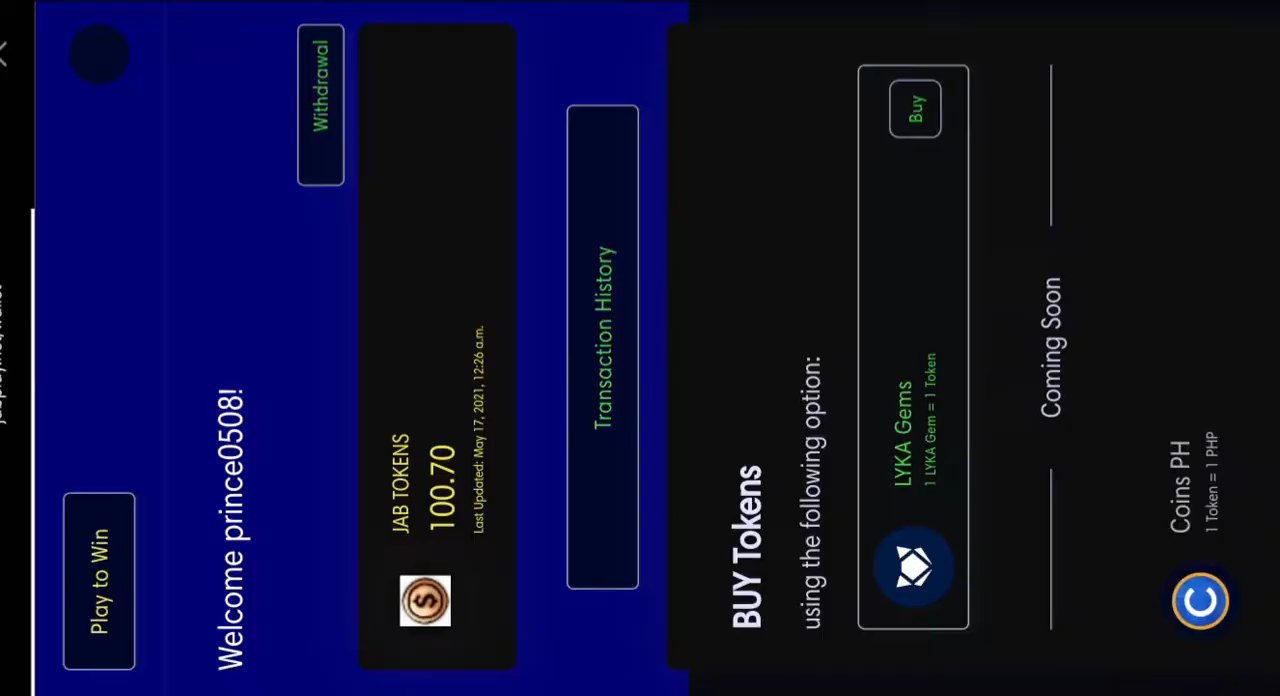 Play to Win
Welcome prince0508!
Withdrawal
JAB TOKENS
100.70
Last Updated: May 17, 2021, 12:26 a.m.
Transaction History
BUY Tokens
using the following option:
LYKA Gems
1 LYKA Gem = 1 Token
Buy
Coming Soon
Coins PH
1 Token = 1 PHP